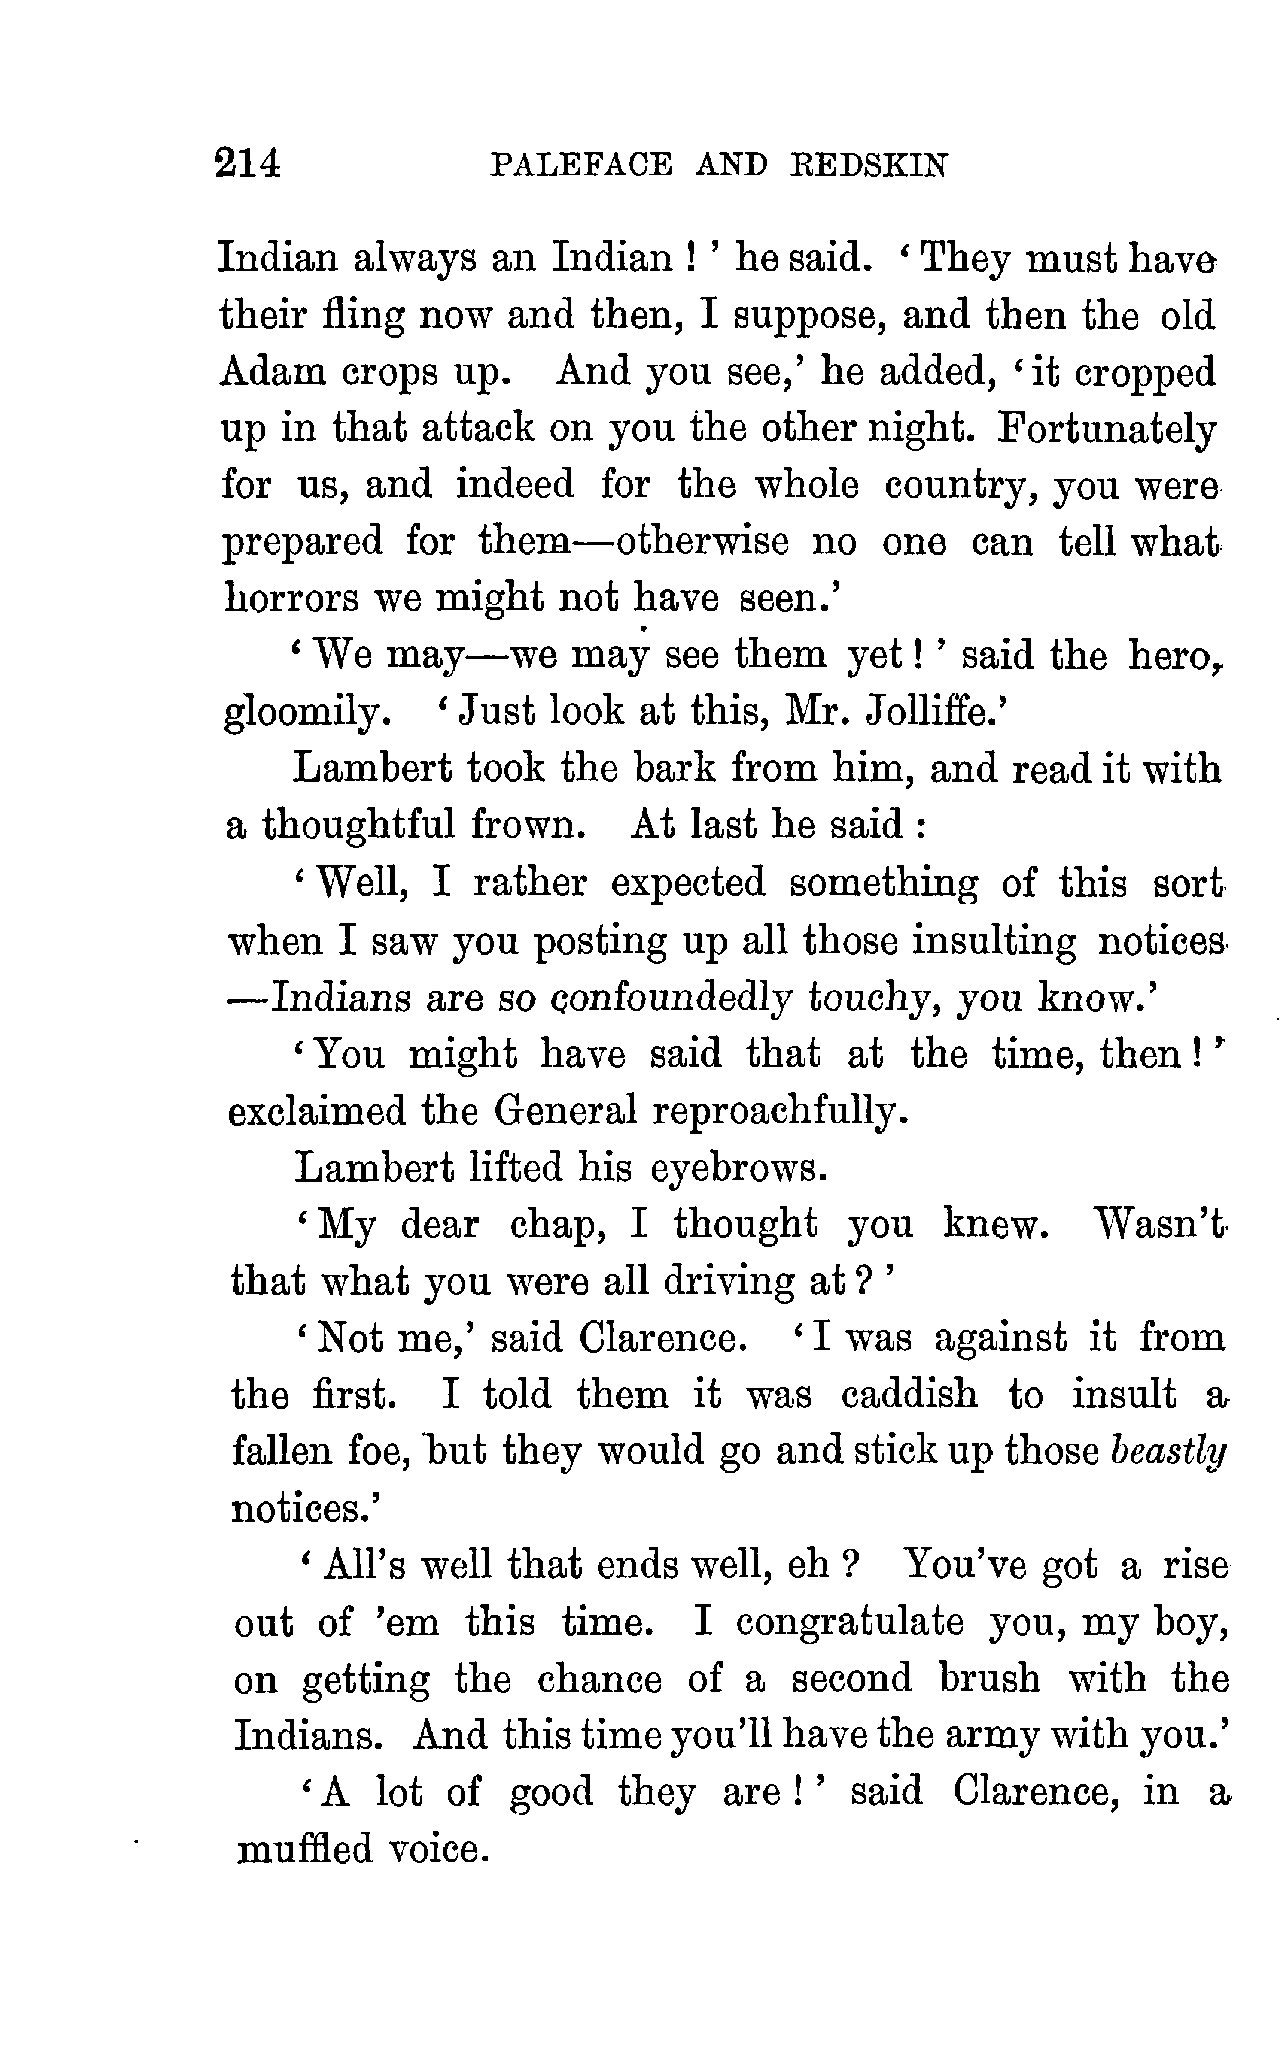 214 PALEFACE AND REDSKIN
Indian always an Indian ! ’ he said. ‘ They must have
their fling now and then, I suppose, and then the old
Adam crops up. And you see,’ he added, ‘ it cropped
up in that attack on you the other night. Fortunately
for us, and indeed for the whole country, you were
prepared for them—otherwise no one can tell what
horrors we might not have seen.’
‘ We may—we may see them yet ! ’ said the hero,
gloomily. ‘ Just look at this, Mr. Jolliffe.’
Lambert took the bark from him, and read it with
a thoughtful frown. At last he said :
‘ Well, I rather expected something of this sort
when I saw you posting up all those insulting notices
—Indians are so confoundedly touchy, you know.’
‘ You might have said that at the time, then ! ’
exclaimed the General reproachfully.
Lambert lifted his eyebrows.
‘ My dear chap, I thought you knew. Wasn’t
that what you were all driving at ? ’
‘ Not me,’ said Clarence. ‘ I was against it from
the first. I told them it was caddish to insult a
fallen foe, but they would go and stick up those beastly
notices.’
‘ All’s well that ends well, eh ? You’ve got a rise
out of ’em this time. I congratulate you, my boy,
on getting the chance of a second brush with the
Indians. And this time you’ll have the army with you.’
‘ A lot of good they are ! ’ said Clarence, in a
muffled voice.